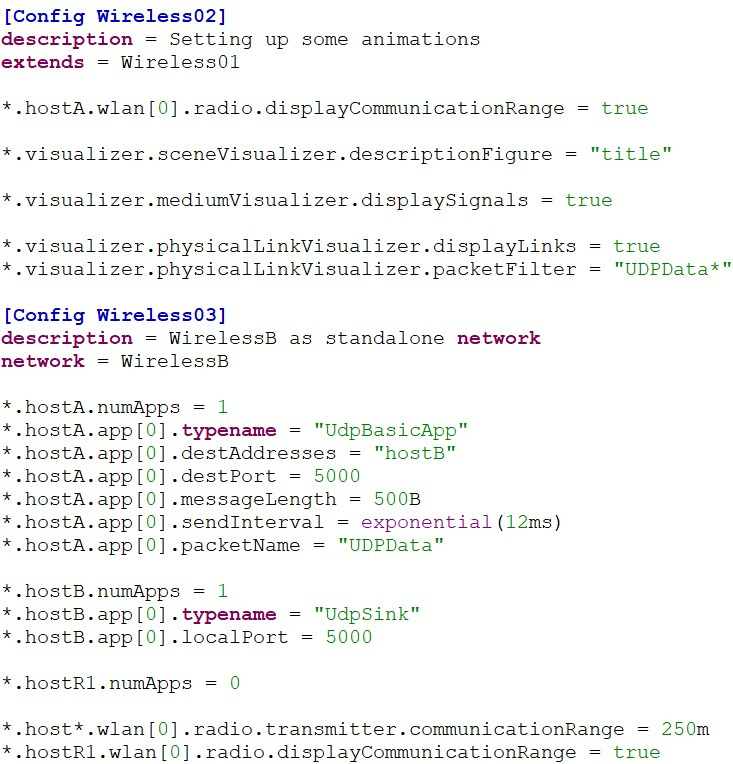 [Config Wireless02]
description = Setting up some animations
extends = Wireless01
*.hostA.wlan[0].radio.displayCommunicationRange = true
*.visualizer.sceneVisualizer.descriptionFigure = "title"
*.visualizer.mediumVisualizer.displaySignals = true
*.visualizer.physicalLinkVisualizer.displayLinks = true
*.visualizer.physicalLinkVisualizer.packetFilter = "UDPData*"
[Config Wireless03]
description = WirelessB as standalone network
network = WirelessB
*.hostA.numApps = 1
*.hostA.app[0].typename = "UdpBasicApp"
*.hostA.app[0].destAddresses = "hostB"
*.hostA.app[0].destPort = 5000
*.hostA.app[0].messageLength = 500B
*.hostA.app[0].sendInterval = exponential(12ms)
*.hostA.app[0].packetName = "UDPData"
*.hostB.numApps = 1
*.hostB.app[0].typename = "UdpSink"
*.hostB.app[0].localPort = 5000
*.hostR1.numApps = 0
*.host*.wlan[0].radio.transmitter.communicationRange = 250m
*.hostR1.wlan[0].radio.displayCommunicationRange = true